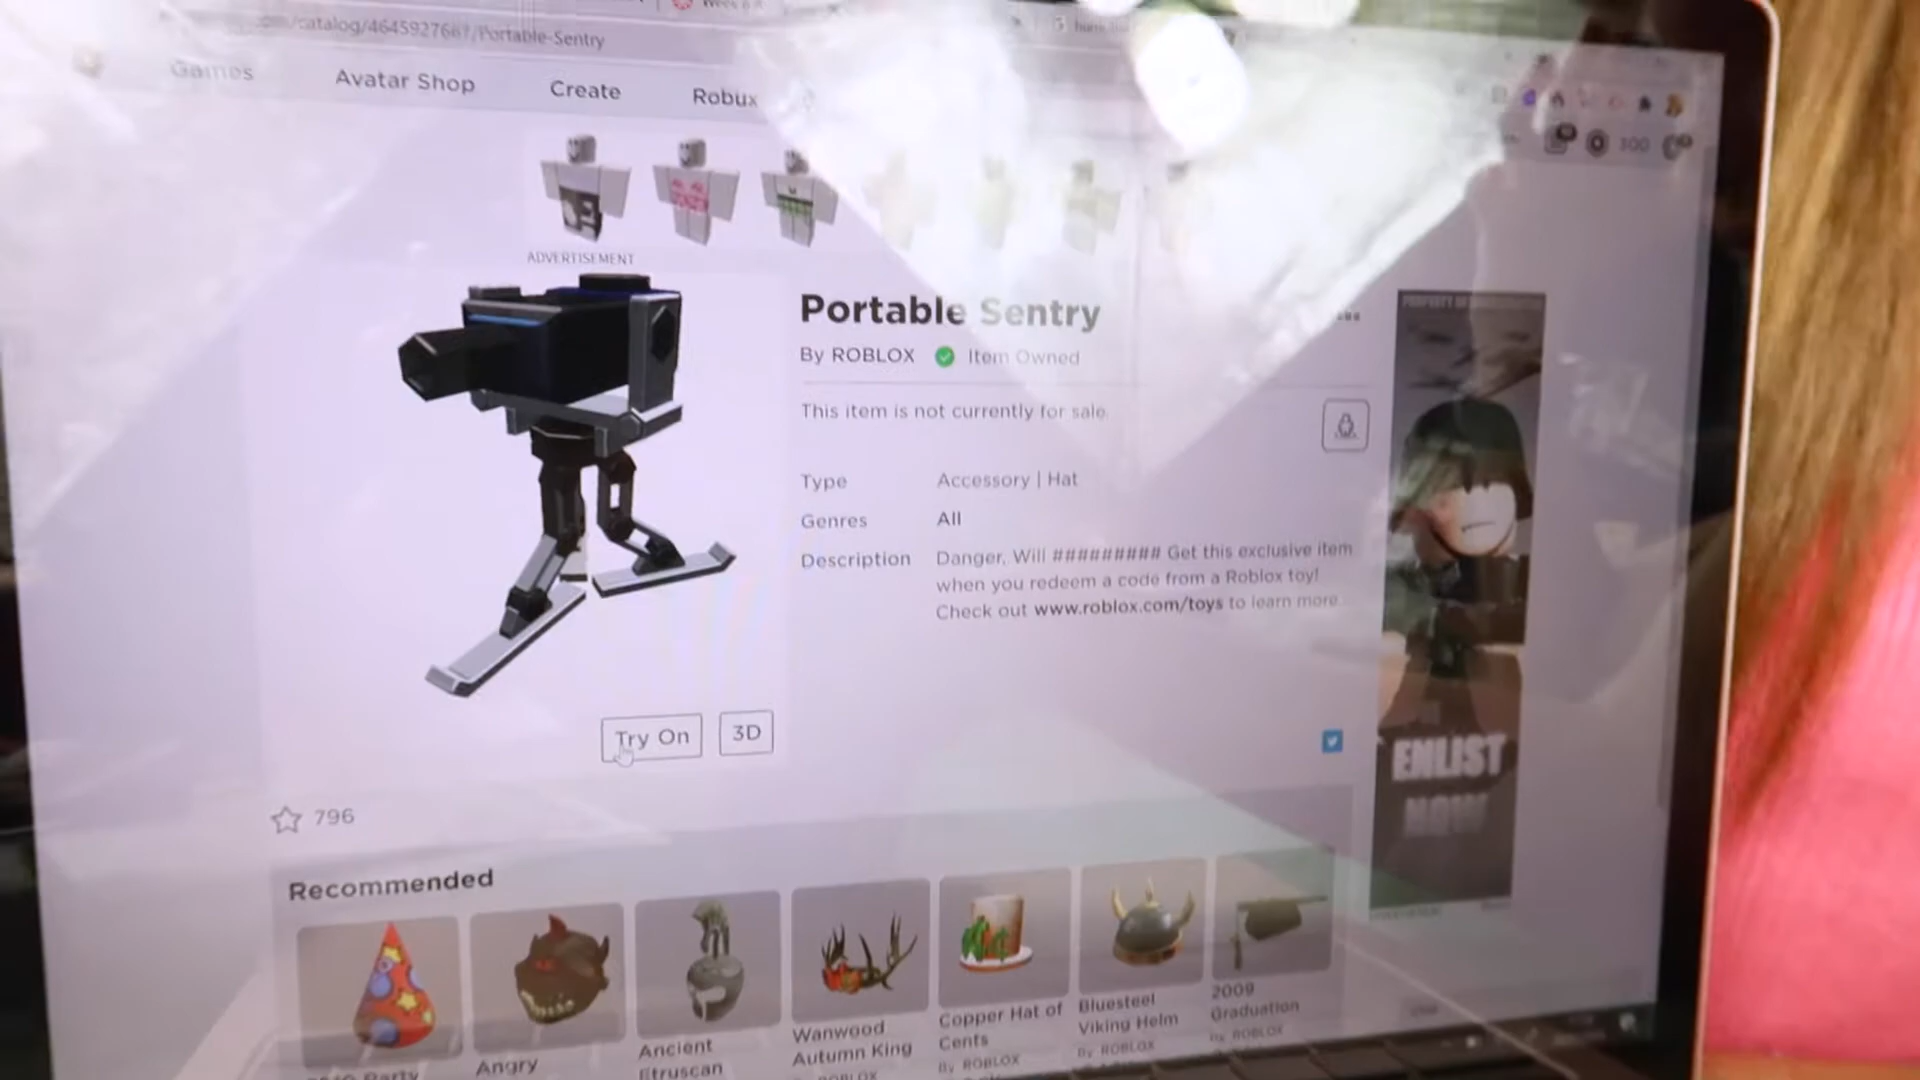 /catalog/4645927667/Portable-Sentry
Games Avatar Shop Create Robux
300
ADVERTISEMENT
Portable Sentry
By ROBLOX Item Owned
This item is not currently for sale.
Type Accessory | Hat
Genres All
Description Danger, Will ######### Get this exclusive item
when you redeem a code from a Roblox toy!
Check out www.roblox.com/toys to learn more.
Try On 3D
ENLIST
NOW
796
Recommended
Party
Angry
Ancient
Etruscan
Wanwood
Autumn King
ROBLOX
Copper Hat of
Cents
By ROBLOX
Bluesteel
Viking Helm
By ROBLOX
2009
Graduation
By ROBLOX